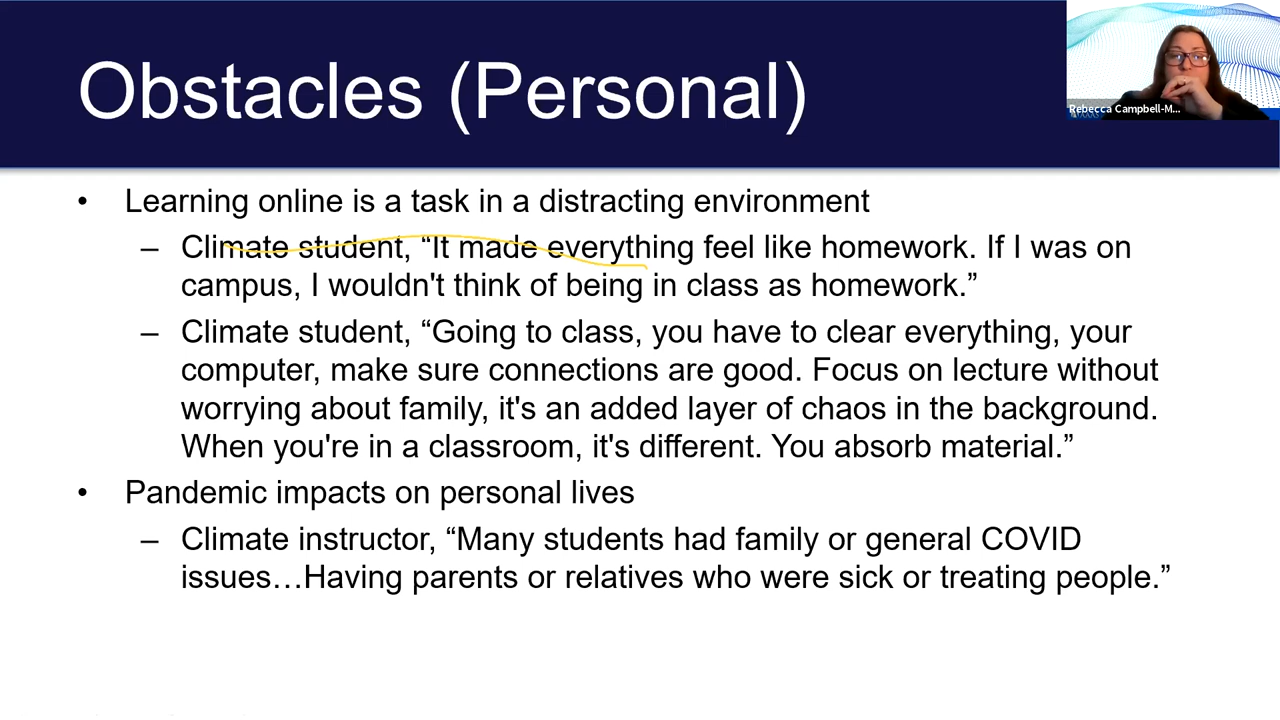 Obstacles (Personal)
Rebecca Campbell-M...
• Learning online is a task in a distracting environment
– Climate student, “It made everything feel like homework. If I was on
campus, I wouldn't think of being in class as homework.”
– Climate student, “Going to class, you have to clear everything, your
computer, make sure connections are good. Focus on lecture without
worrying about family, it's an added layer of chaos in the background.
When you're in a classroom, it's different. You absorb material.”
• Pandemic impacts on personal lives
– Climate instructor, “Many students had family or general COVID
issues…Having parents or relatives who were sick or treating people.”